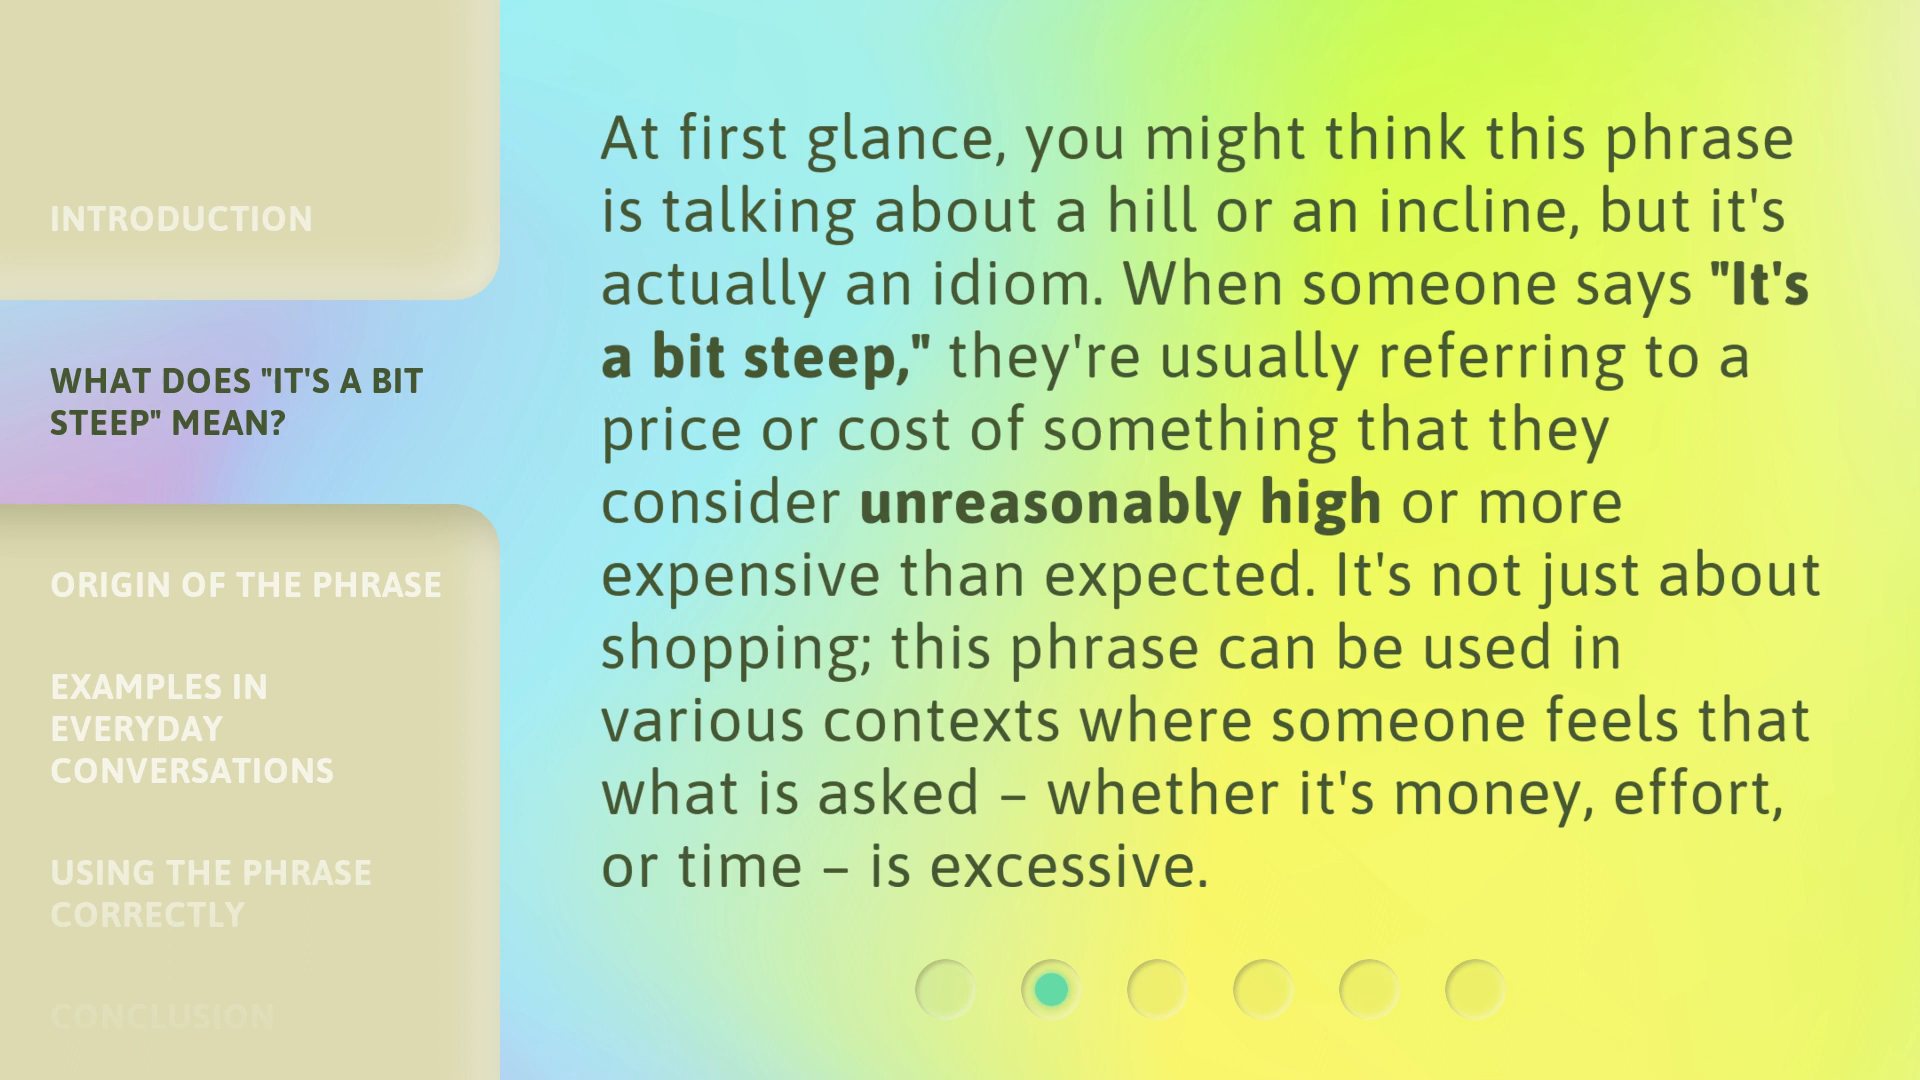 INTRODUCTION
WHAT DOES "IT'S A BIT
STEEP" MEAN?
ORIGIN OF THE PHRASE
EXAMPLES IN
EVERYDAY
CONVERSATIONS
USING THE PHRASE
CORRECTLY
CONCLUSION
At first glance, you might think this phrase
is talking about a hill or an incline, but it's
actually an idiom. When someone says "It's
a bit steep," they're usually referring to a
price or cost of something that they
consider unreasonably high or more
expensive than expected. It's not just about
shopping; this phrase can be used in
various contexts where someone feels that
what is asked – whether it's money, effort,
or time – is excessive.